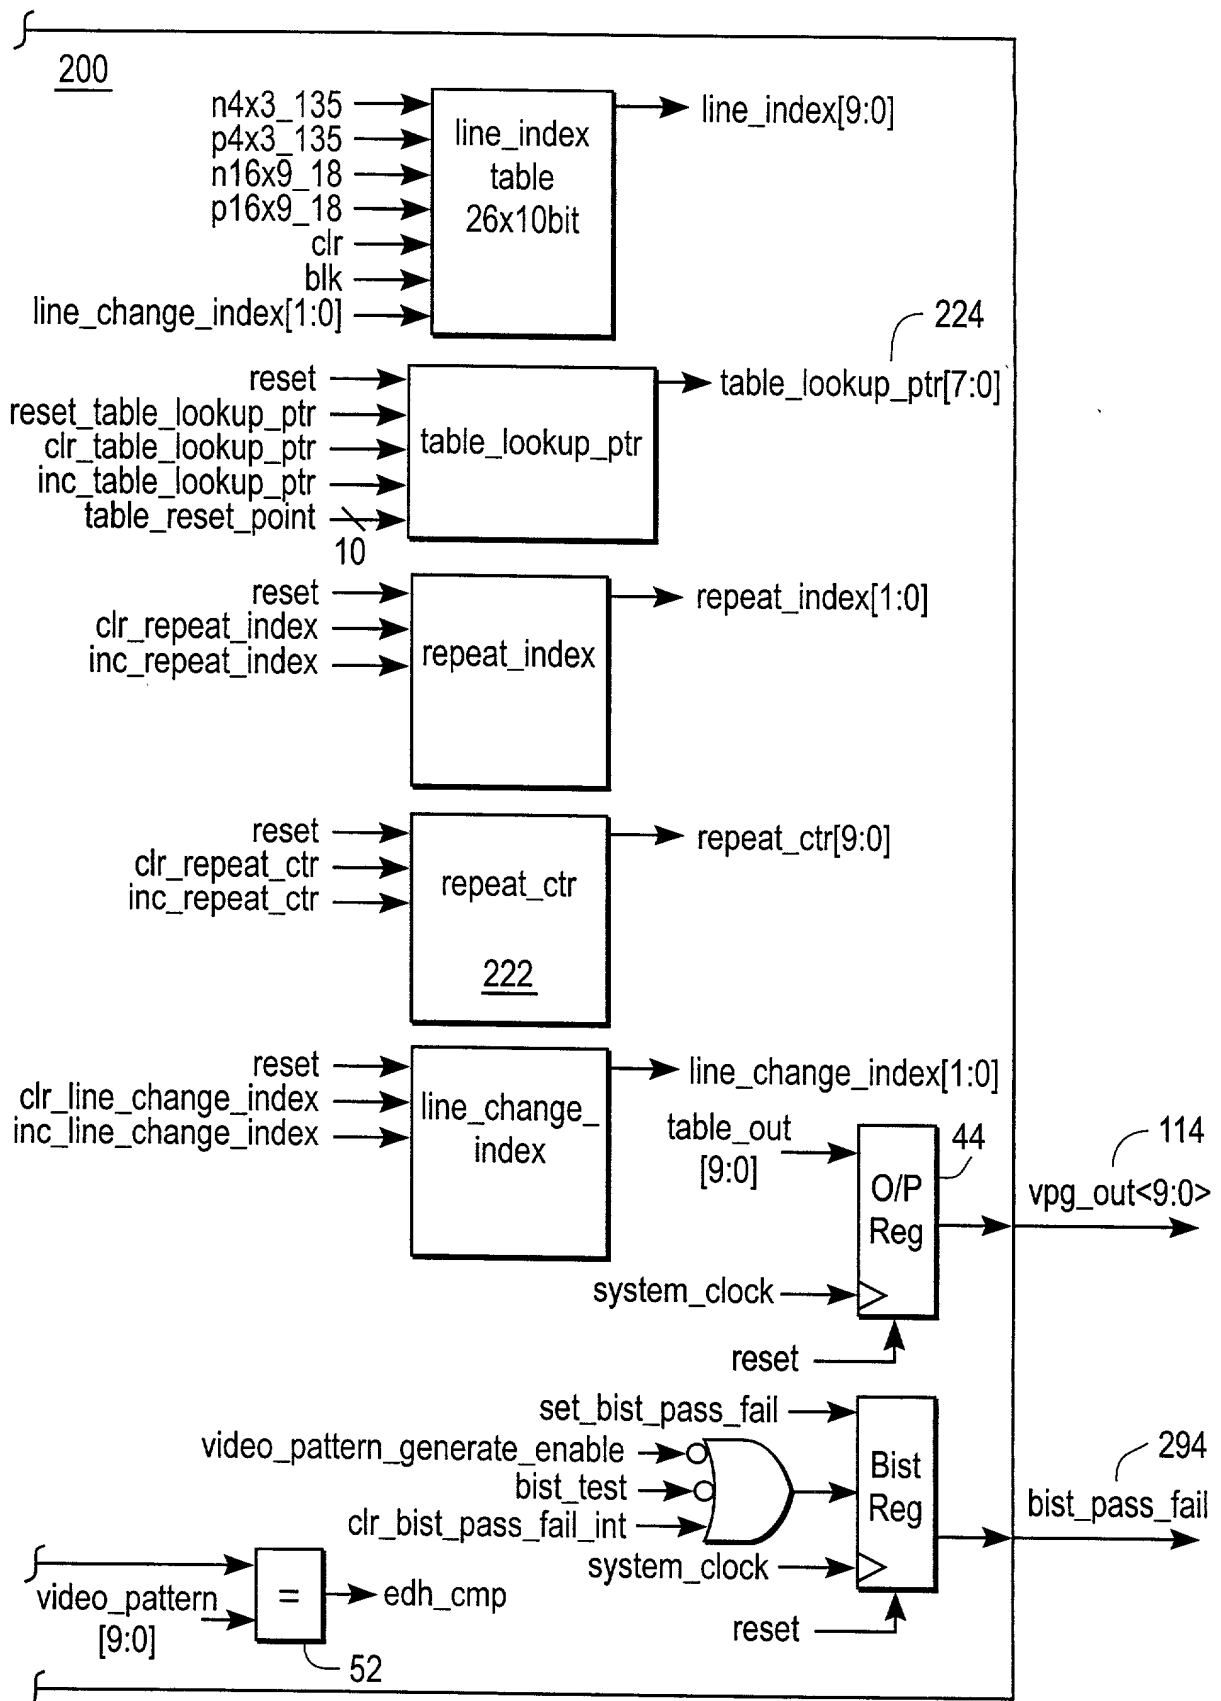 200
n4x3_135
p4x3_135
n16x9_18
p16x9_18
clr
blk
line_change_index[1:0]
line_index
table
26x10bit
line_index[9:0]
224
reset
reset_table_lookup_ptr
clr_table_lookup_ptr
inc_table_lookup_ptr
table_reset_point
10
table_lookup_ptr
table_lookup_ptr[7:0]
reset
clr_repeat_index
inc_repeat_index
repeat_index
repeat_index[1:0]
reset
clr_repeat_ctr
inc_repeat_ctr
repeat_ctr
222
repeat_ctr[9:0]
reset
clr_line_change_index
inc_line_change_index
line_change_
index
line_change_index[1:0]
table_out
[9:0]
44
O/P
Reg
114
vpg_out<9:0>
system_clock
reset
set_bist_pass_fail
video_pattern_generate_enable
bist_test
clr_bist_pass_fail_int
system_clock
Bist
Reg
294
bist_pass_fail
reset
video_pattern
[9:0]
=
edh_cmp
52